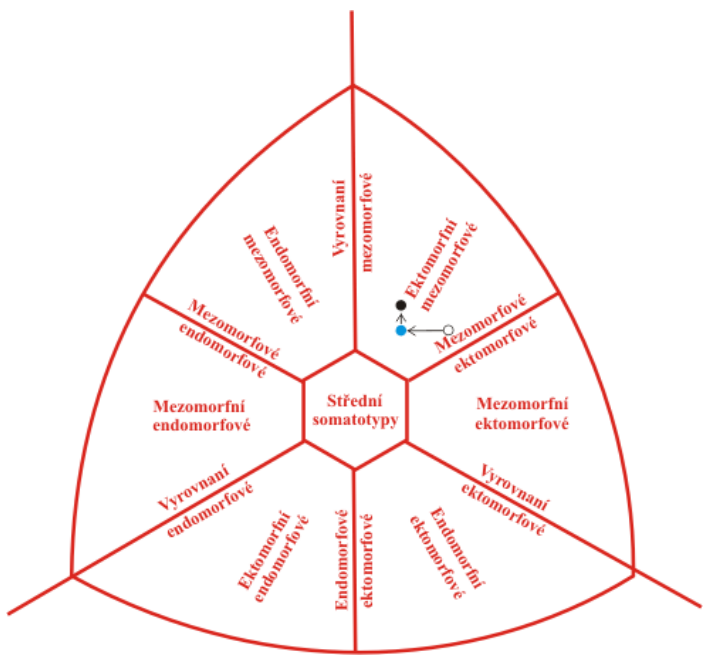 Vyrovnaní
mezomorfové
Endomorfní
mezomorfové
Ektomorfní
mezomorfové
Mezomorfové
endomorfové
Mezomorfové
ektomorfové
Mezomorfní
endomorfové
Střední
somatotypy
Mezomorfní
ektomorfové
Vyrovnaní
endomorfové
Vyrovnaní
ektomorfové
Ektomorfní
endomorfové
Endomorfové
ektomorfové
Endomorfní
ektomorfové